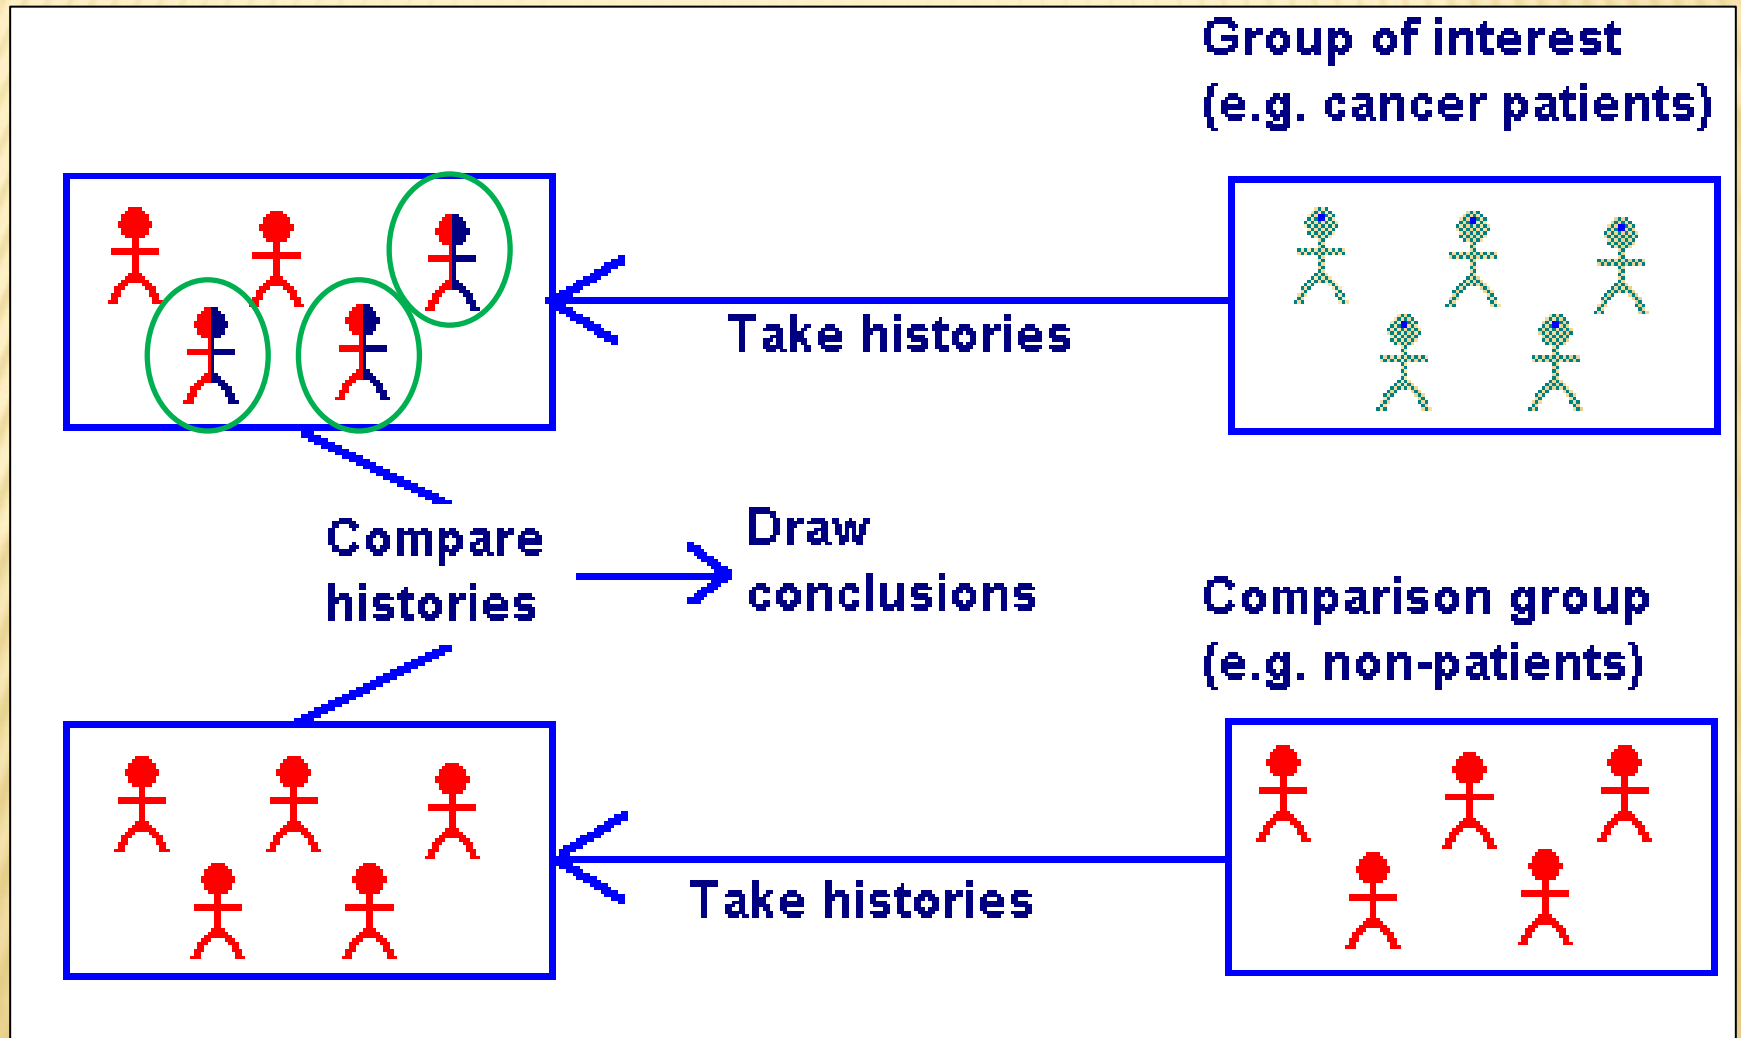 Group of interest
(e.g. cancer patients)
Take histories
Compare
histories
Draw
conclusions
Comparison group
(e.g. non-patients)
Take histories